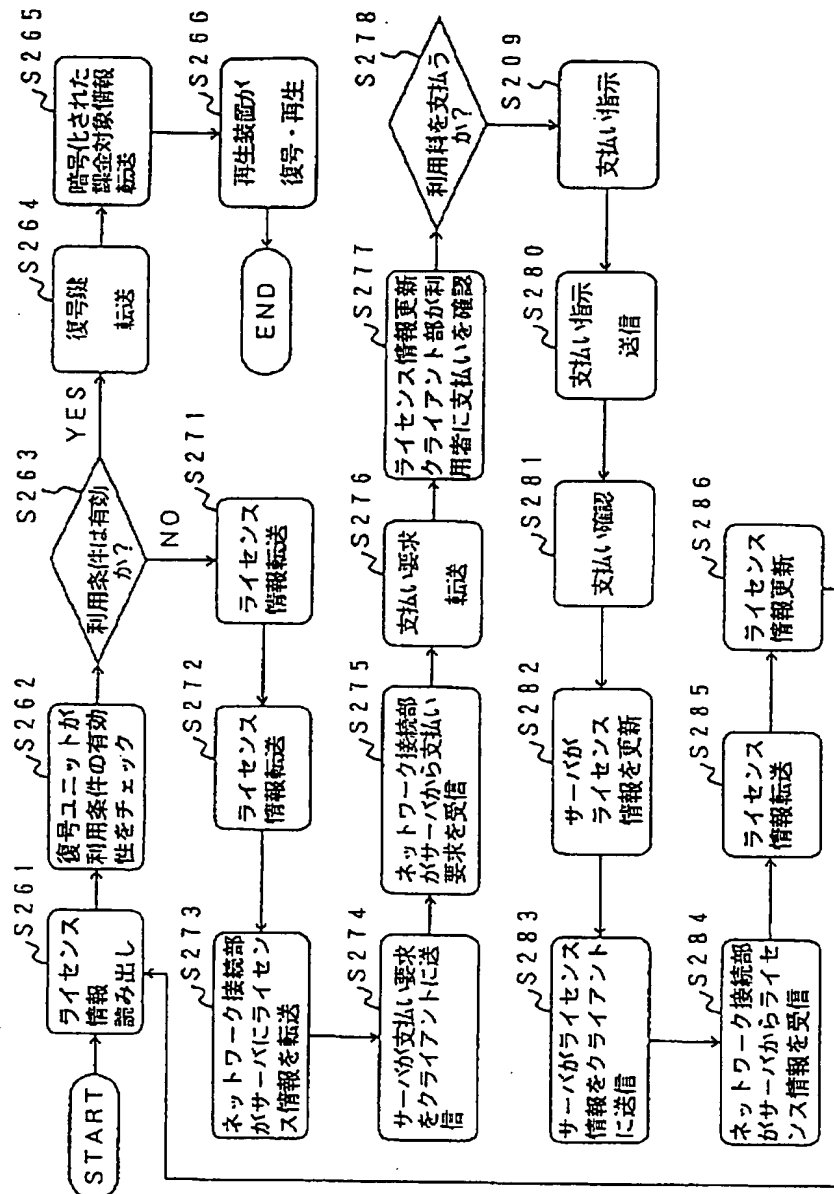 START
S261
ライセンス
情報
読み出し
S262
復号ユニットが
利用条件の有効
性をチェック
S263
利用条件は有効
か?
YES
NO
S264
復号鍵
転送
S265
暗号化された
課金対象情報
転送
S266
再生装置が
復号・再生
END
S271
ライセンス
情報転送
S272
ライセンス
情報転送
S273
ネットワーク接続部
がサーバにライセン
ス情報を転送
S274
サーバが支払い要求
をクライアントに送
信
S275
ネットワーク接続部
がサーバから支払い
要求を受信
S276
支払い要求
転送
S277
ライセンス情報更新
クライアント部が利
用者に支払いを確認
S278
利用料を支払う
か?
S209
支払い指示
S280
支払い指示
送信
S281
支払い確認
S282
サーバが
ライセンス
情報を更新
S283
サーバがライセンス
情報をクライアント
に送信
S284
ネットワーク接続部
がサーバからライセ
ンス情報を受信
S285
ライセンス
情報転送
S286
ライセンス
情報更新